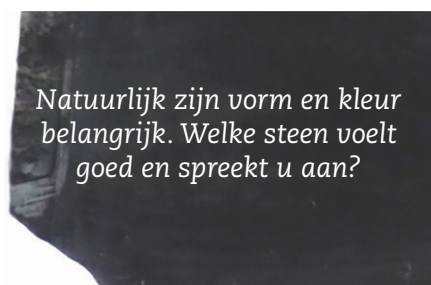 Natuurlijk zijn vorm en kleur
belangrijk. Welke steen voelt
goed en spreekt u aan?